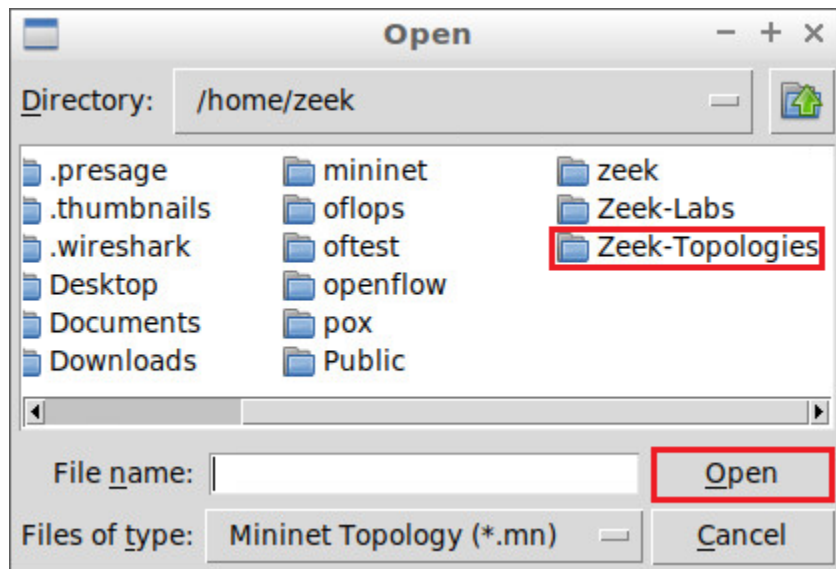 Open
Directory: /home/zeek
.presage mininet zeek
.thumbnails oflops Zeek-Labs
.wireshark oftest Zeek-Topologies
Desktop openflow
Documents pox
Downloads Public
File name: Open
Files of type: Mininet Topology (*.mn) Cancel